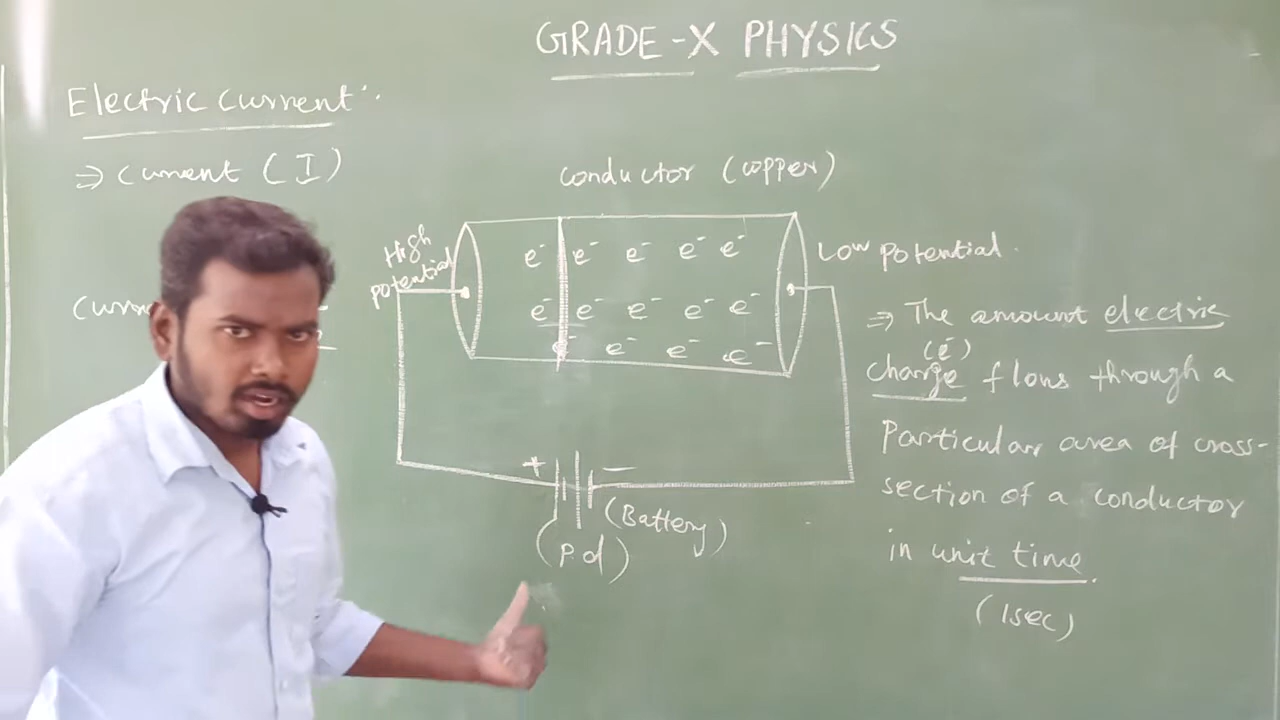 GRADE-X PHYSICS
Electric current:
⇒ current (I)
conductor (copper)
High
potential
e⁻ e⁻ e⁻ e⁻ e⁻
Low potential.
e⁻ e⁻ e⁻ e⁻ e⁻
e⁻ e⁻ e⁻ e⁻
⇒ The amount electric
(e⁻)
charge flows through a
Particular area of cross-
section of a conductor
in unit time.
(1sec)
+ −
(Battery)
(P.d)